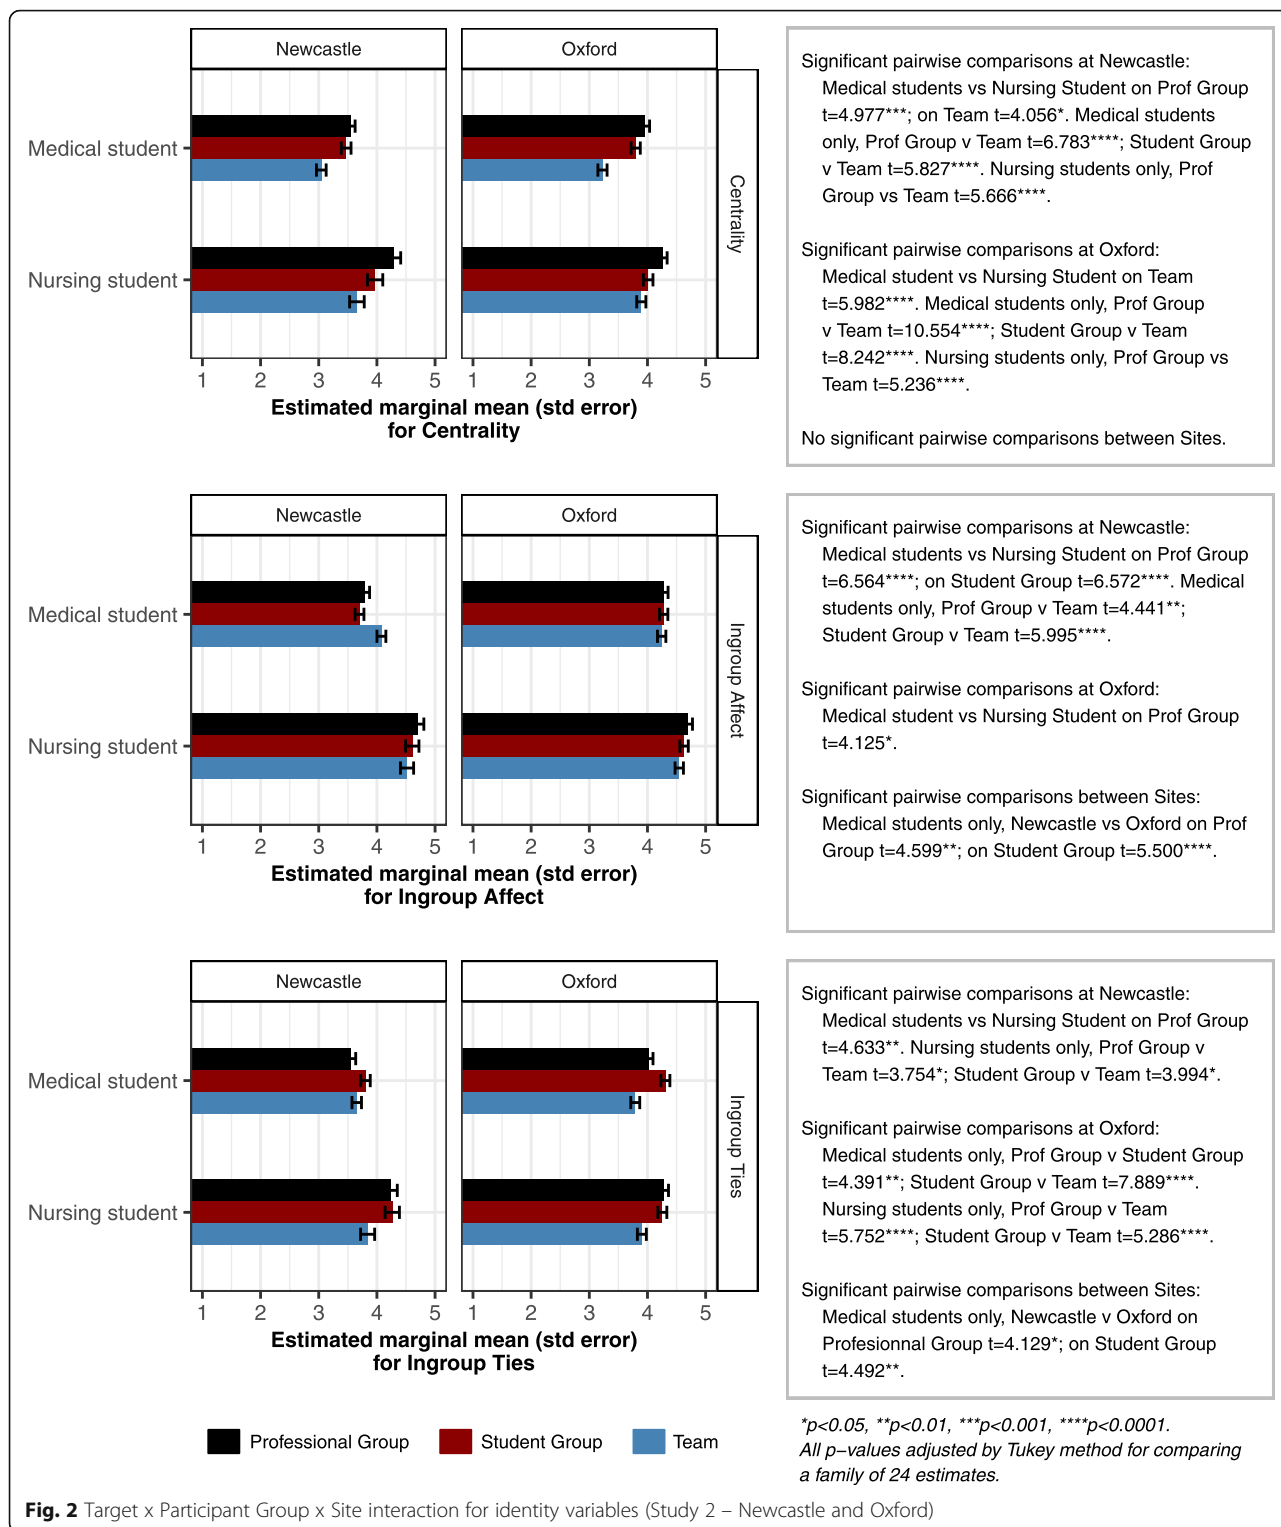 Newcastle
Oxford
Medical student
Nursing student
Centrality
1 2 3 4 5
1 2 3 4 5
Estimated marginal mean (std error)
for Centrality
Significant pairwise comparisons at Newcastle:
Medical students vs Nursing Student on Prof Group
t=4.977***; on Team t=4.056*. Medical students
only, Prof Group v Team t=6.783****; Student Group
v Team t=5.827****. Nursing students only, Prof
Group vs Team t=5.666****.
Significant pairwise comparisons at Oxford:
Medical student vs Nursing Student on Team
t=5.982****. Medical students only, Prof Group
v Team t=10.554****; Student Group v Team
t=8.242****. Nursing students only, Prof Group vs
Team t=5.236****.
No significant pairwise comparisons between Sites.
Newcastle
Oxford
Medical student
Nursing student
Ingroup Affect
1 2 3 4 5
1 2 3 4 5
Estimated marginal mean (std error)
for Ingroup Affect
Significant pairwise comparisons at Newcastle:
Medical students vs Nursing Student on Prof Group
t=6.564****; on Student Group t=6.572****. Medical
students only, Prof Group v Team t=4.441**;
Student Group v Team t=5.995****.
Significant pairwise comparisons at Oxford:
Medical student vs Nursing Student on Prof Group
t=4.125*.
Significant pairwise comparisons between Sites:
Medical students only, Newcastle vs Oxford on Prof
Group t=4.599**; on Student Group t=5.500****.
Newcastle
Oxford
Medical student
Nursing student
Ingroup Ties
1 2 3 4 5
1 2 3 4 5
Estimated marginal mean (std error)
for Ingroup Ties
Significant pairwise comparisons at Newcastle:
Medical students vs Nursing Student on Prof Group
t=4.633**. Nursing students only, Prof Group v
Team t=3.754*; Student Group v Team t=3.994*.
Significant pairwise comparisons at Oxford:
Medical students only, Prof Group v Student Group
t=4.391**; Student Group v Team t=7.889****.
Nursing students only, Prof Group v Team
t=5.752****; Student Group v Team t=5.286****.
Significant pairwise comparisons between Sites:
Medical students only, Newcastle v Oxford on
Profesionnal Group t=4.129*; on Student Group
t=4.492**.
Professional Group
Student Group
Team
*p<0.05, **p<0.01, ***p<0.001, ****p<0.0001.
All p−values adjusted by Tukey method for comparing
a family of 24 estimates.
Fig. 2 Target x Participant Group x Site interaction for identity variables (Study 2 – Newcastle and Oxford)